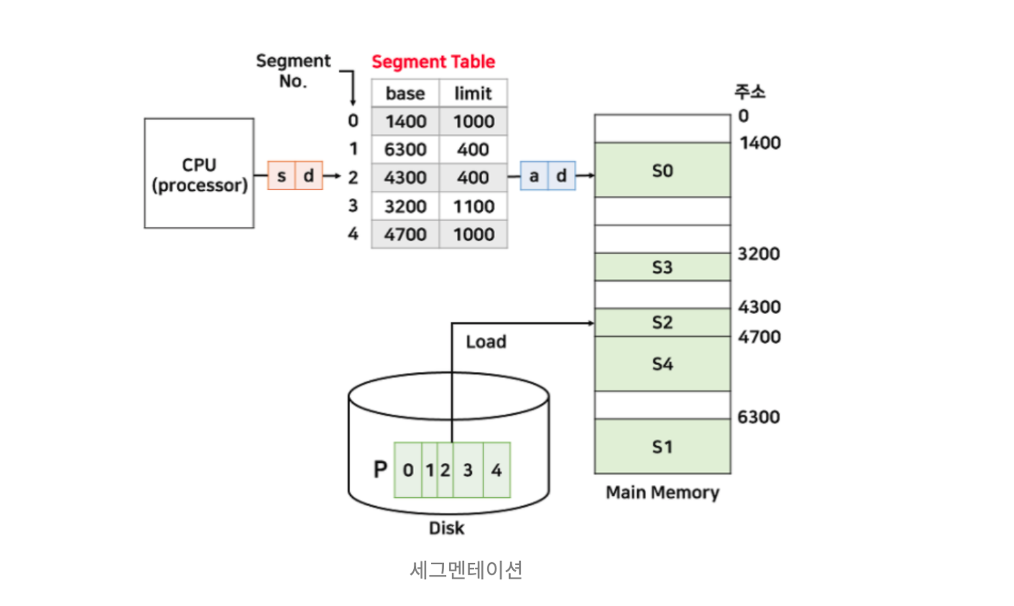 Segment
No.
Segment Table
base limit
0 1400 1000
1 6300 400
2 4300 400
3 3200 1100
4 4700 1000
CPU
(processor)
s d
a d
주소
0
1400
S0
3200
S3
4300
S2
4700
S4
6300
S1
Main Memory
Load
P 0 1 2 3 4
Disk
세그멘테이션